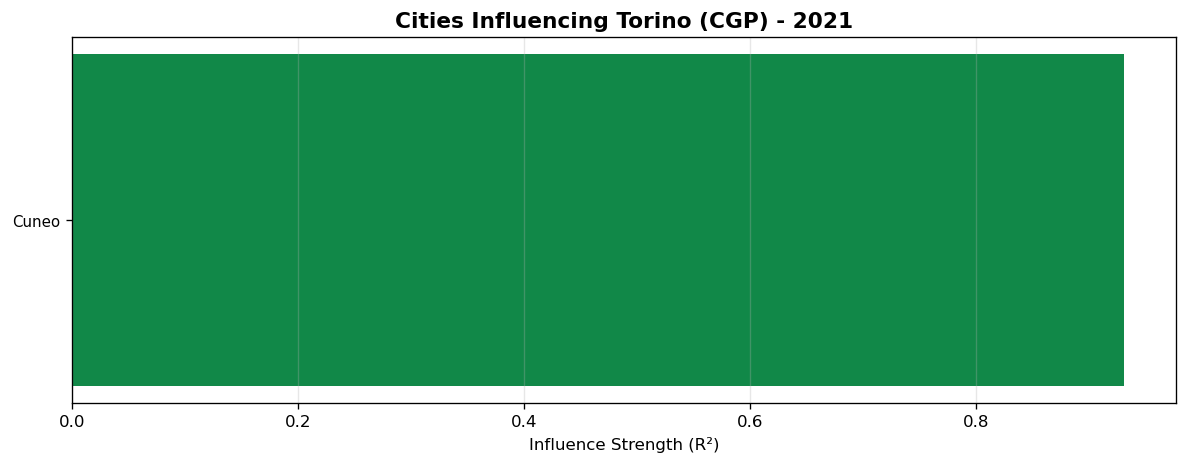 Cities Influencing Torino (CGP) - 2021
Cuneo
0.0 0.2 0.4 0.6 0.8
Influence Strength (R²)